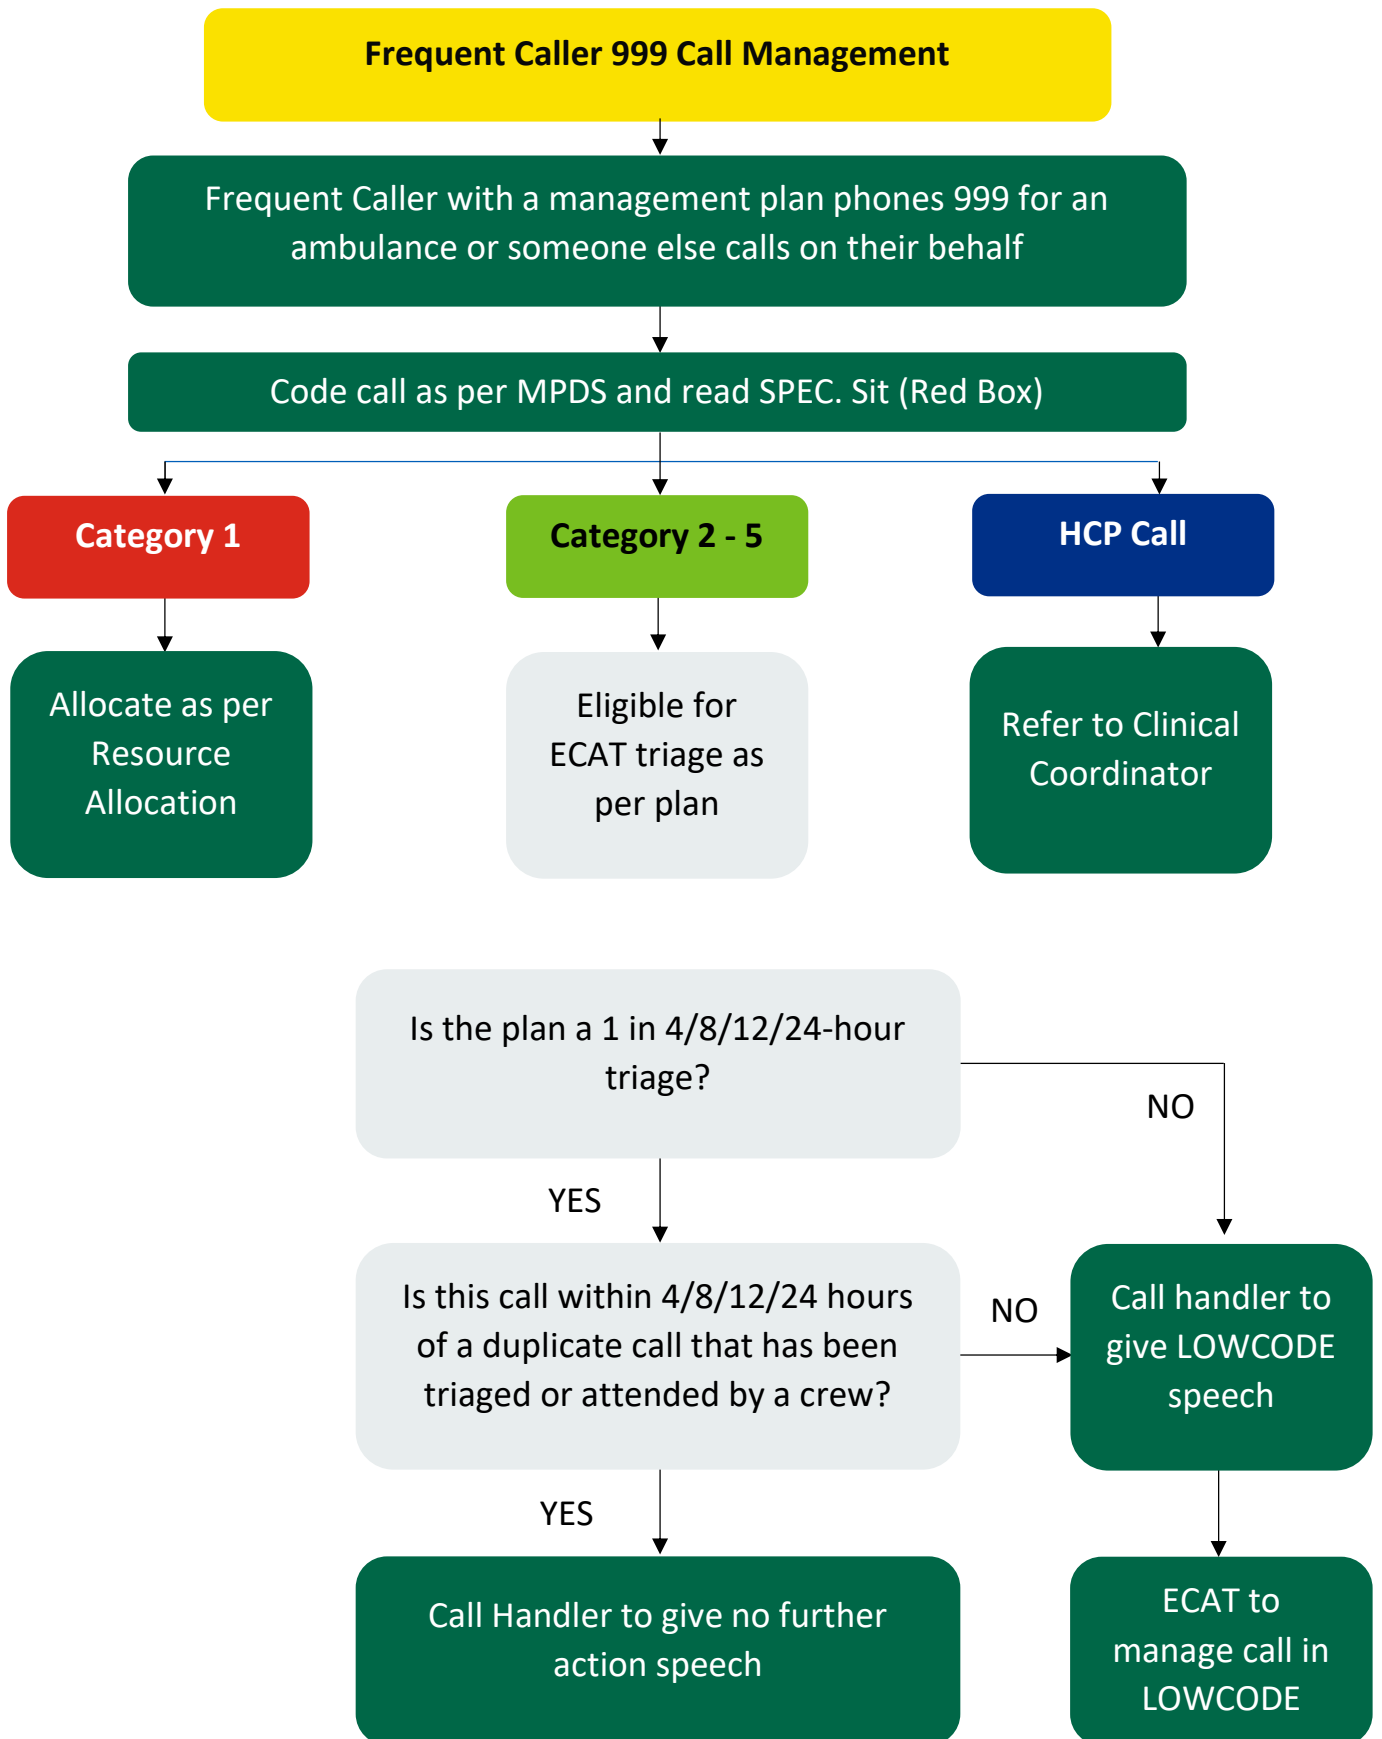 Frequent Caller 999 Call Management
Frequent Caller with a management plan phones 999 for an
ambulance or someone else calls on their behalf
Code call as per MPDS and read SPEC. Sit (Red Box)
Category 1
Category 2 - 5
HCP Call
Allocate as per
Resource
Allocation
Eligible for
ECAT triage as
per plan
Refer to Clinical
Coordinator
Is the plan a 1 in 4/8/12/24-hour
triage?
NO
YES
Is this call within 4/8/12/24 hours
of a duplicate call that has been
triaged or attended by a crew?
NO
Call handler to
give LOWCODE
speech
YES
Call Handler to give no further
action speech
ECAT to
manage call in
LOWCODE